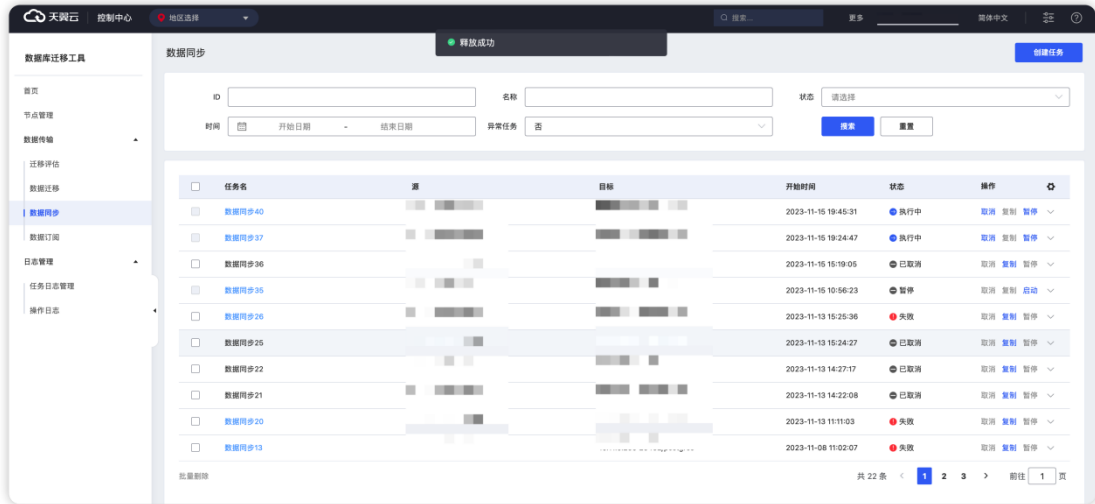 天翼云 控制中心 地区选择 搜索... 更多 简体中文
释放成功
数据库迁移工具 数据同步 创建任务
首页
节点管理
数据传输
迁移评估
数据迁移
数据同步
数据订阅
日志管理
任务日志管理
操作日志
ID 名称 状态 请选择
时间 开始日期 - 结束日期 异常任务 否 搜索 重置
任务名 源 目标 开始时间 状态 操作
数据同步40 2023-11-15 19:45:31 执行中 取消 复制 暂停
数据同步37 2023-11-15 19:24:47 执行中 取消 复制 暂停
数据同步36 2023-11-15 15:19:05 已取消 取消 复制 暂停
数据同步35 2023-11-15 10:56:23 暂停 取消 复制 启动
数据同步26 2023-11-13 15:25:36 失败 取消 复制 暂停
数据同步25 2023-11-13 15:24:27 已取消 取消 复制 暂停
数据同步22 2023-11-13 14:27:17 已取消 取消 复制 暂停
数据同步21 2023-11-13 14:22:08 已取消 取消 复制 暂停
数据同步20 2023-11-13 11:11:03 失败 取消 复制 暂停
数据同步13 2023-11-08 11:02:07 失败 取消 复制 暂停
批量删除 共 22 条 < 1 2 3 > 前往 1 页